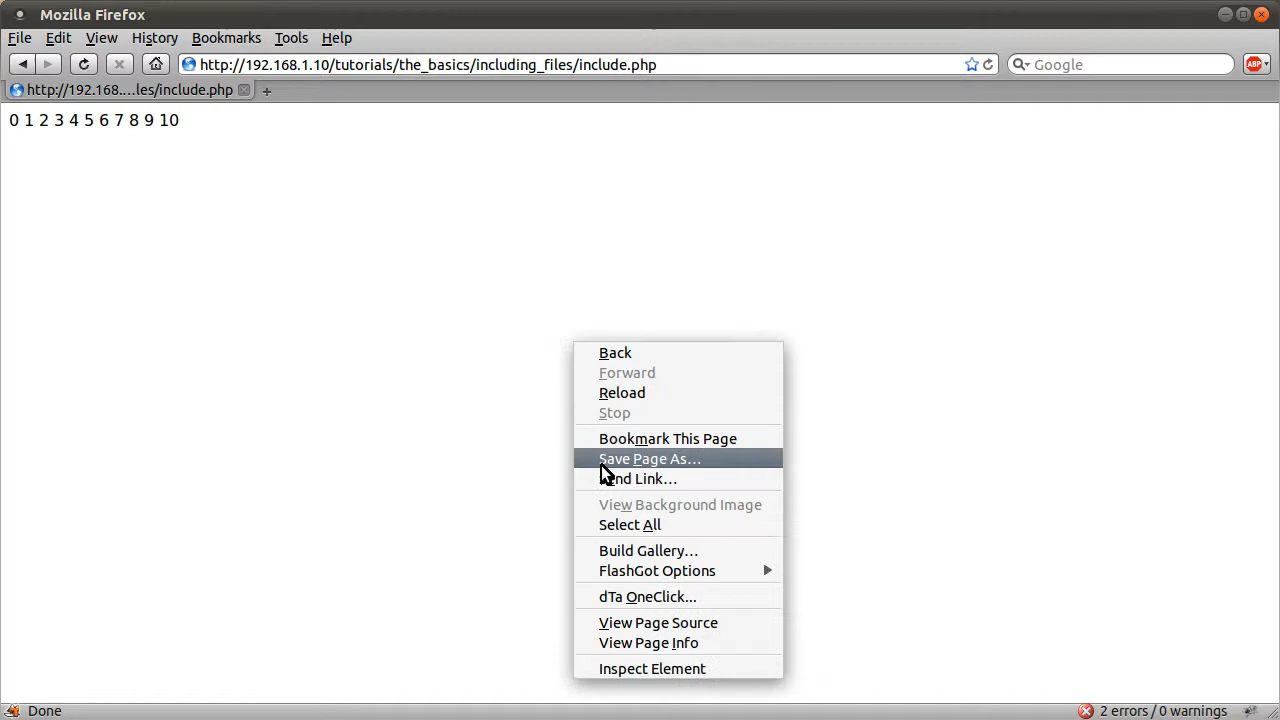 Mozilla Firefox
File Edit View History Bookmarks Tools Help
http://192.168.1.10/tutorials/the_basics/including_files/include.php
Google
ABP
http://192.168....les/include.php
0 1 2 3 4 5 6 7 8 9 10
Back
Forward
Reload
Stop
Bookmark This Page
Save Page As...
nd Link...
View Background Image
Select All
Build Gallery...
FlashGot Options
dTa OneClick...
View Page Source
View Page Info
Inspect Element
Done
2 errors / 0 warnings